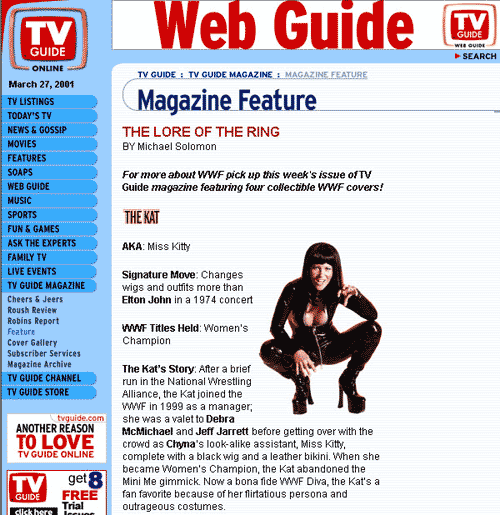 TV
GUIDE
ONLINE
Web Guide
TV
GUIDE
WEB GUIDE
SEARCH
March 27, 2001
TV LISTINGS
TODAY'S TV
NEWS & GOSSIP
MOVIES
FEATURES
SOAPS
WEB GUIDE
MUSIC
SPORTS
FUN & GAMES
ASK THE EXPERTS
FAMILY TV
LIVE EVENTS
TV GUIDE MAGAZINE
Cheers & Jeers
Roush Review
Robins Report
Feature
Cover Gallery
Subscriber Services
Magazine Archive
TV GUIDE CHANNEL
TV GUIDE STORE
tvguide.com
ANOTHER REASON
TO LOVE
TV GUIDE ONLINE
TV
GUIDE
click here
get 8
FREE
Trial
Issues
TV GUIDE : TV GUIDE MAGAZINE : MAGAZINE FEATURE
Magazine Feature
THE LORE OF THE RING
BY Michael Solomon
For more about WWF pick up this week's issue of TV
Guide magazine featuring four collectible WWF covers!
THE KAT
AKA: Miss Kitty
Signature Move: Changes
wigs and outfits more than
Elton John in a 1974 concert
WWF Titles Held: Women's
Champion
The Kat's Story: After a brief
run in the National Wrestling
Alliance, the Kat joined the
WWF in 1999 as a manager;
she was a valet to Debra
McMichael and Jeff Jarrett before getting over with the
crowd as Chyna's look-alike assistant, Miss Kitty,
complete with a black wig and a leather bikini. When she
became Women's Champion, the Kat abandoned the
Mini Me gimmick. Now a bona fide WWF Diva, the Kat's a
fan favorite because of her flirtatious persona and
outrageous costumes.